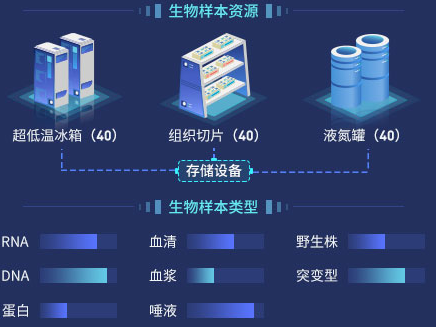 生物样本资源
超低温冰箱（40） 组织切片（40） 液氮罐（40）
存储设备
生物样本类型
RNA 血清 野生株
DNA 血浆 突变型
蛋白 唾液